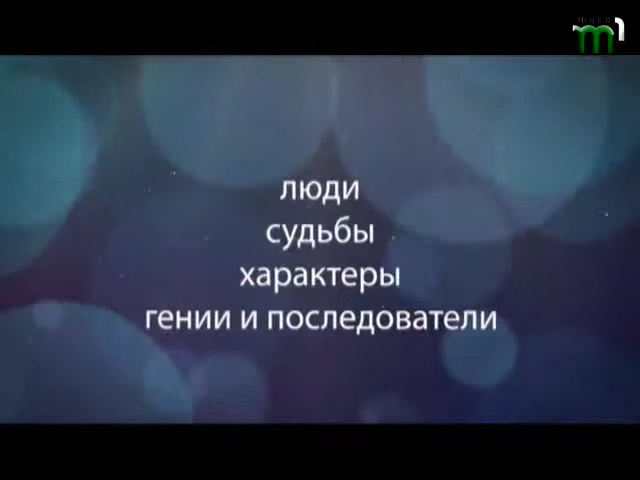 люди
судьбы
характеры
гении и последователи